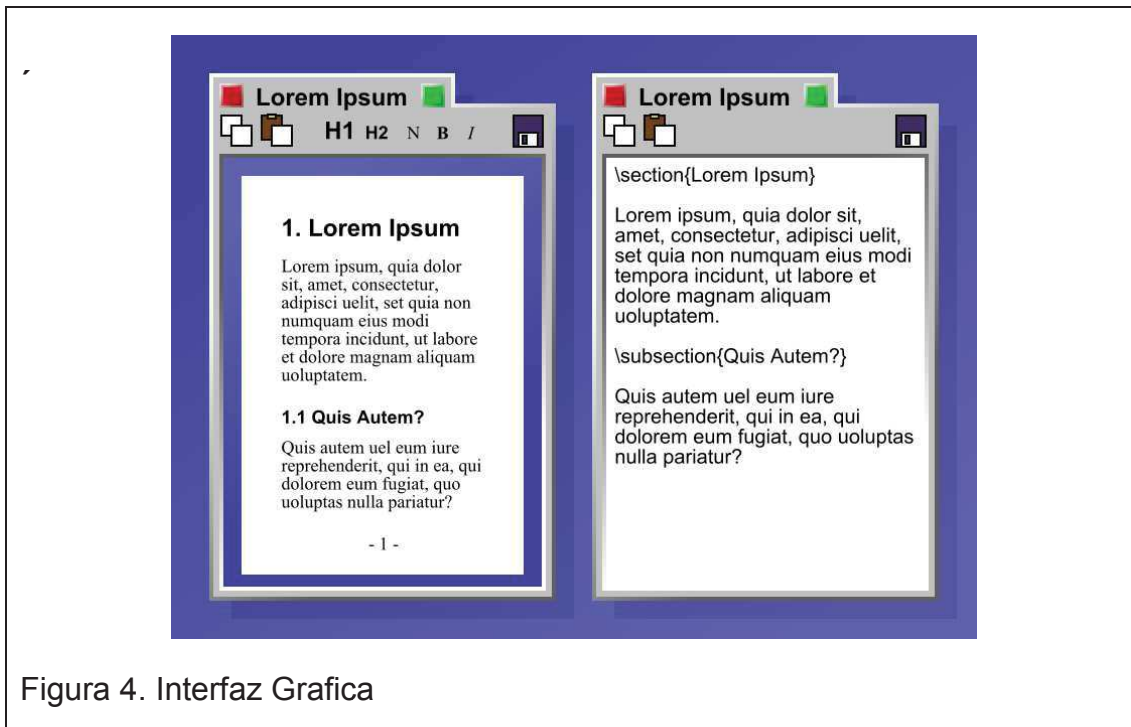 Lorem Ipsum
H1 H2 N B I
1. Lorem Ipsum
Lorem ipsum, quia dolor
sit, amet, consectetur,
adipisci uelit, set quia non
numquam eius modi
tempora incidunt, ut labore
et dolore magnam aliquam
uoluptatem.
1.1 Quis Autem?
Quis autem uel eum iure
reprehenderit, qui in ea, qui
dolorem eum fugiat, quo
uoluptas nulla pariatur?
- 1 -
Lorem Ipsum
\section{Lorem Ipsum}
Lorem ipsum, quia dolor sit,
amet, consectetur, adipisci uelit,
set quia non numquam eius modi
tempora incidunt, ut labore et
dolore magnam aliquam
uoluptatem.
\subsection{Quis Autem?}
Quis autem uel eum iure
reprehenderit, qui in ea, qui
dolorem eum fugiat, quo uoluptas
nulla pariatur?
Figura 4. Interfaz Grafica